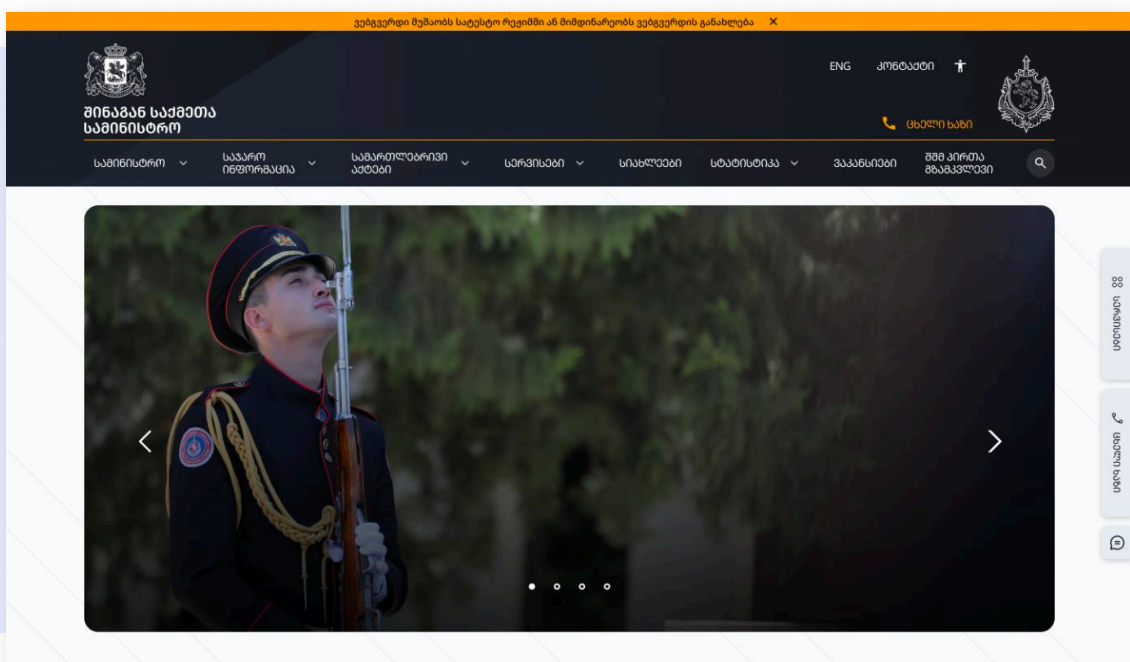 ვებგვერდი მუშაობს სატესტო რეჟიმში ან მიმდინარეობს ვებგვერდის განახლება
ENG კონტაქტი
შინაგან საქმეთა
სამინისტრო
ცხელი ხაზი
სამინისტრო
საჯარო
ინფორმაცია
სამართლებრივი
აქტები
სერვისები
სიახლეები
სტატისტიკა
ვაკანსიები
შშმ პირთა
მზამკვლევი
სერვისები
ცხელი ხაზი